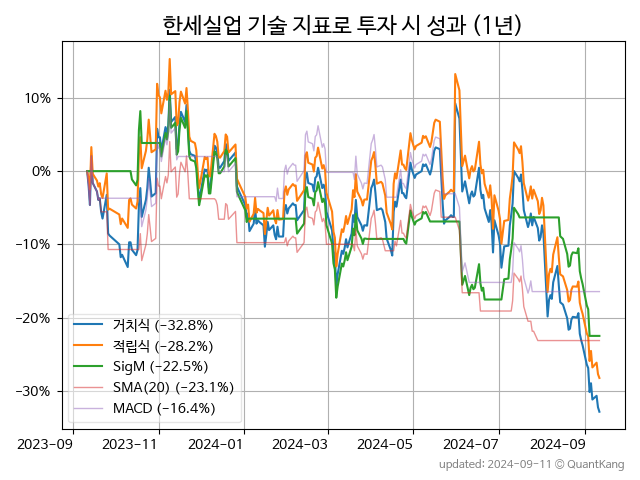 한세실업 기술 지표로 투자 시 성과 (1년)
10%
0%
−10%
−20%
−30%
거치식 (−32.8%)
적립식 (−28.2%)
SigM (−22.5%)
SMA(20) (−23.1%)
MACD (−16.4%)
2023-09 2023-11 2024-01 2024-03 2024-05 2024-07 2024-09
updated: 2024-09-11 © QuantKang